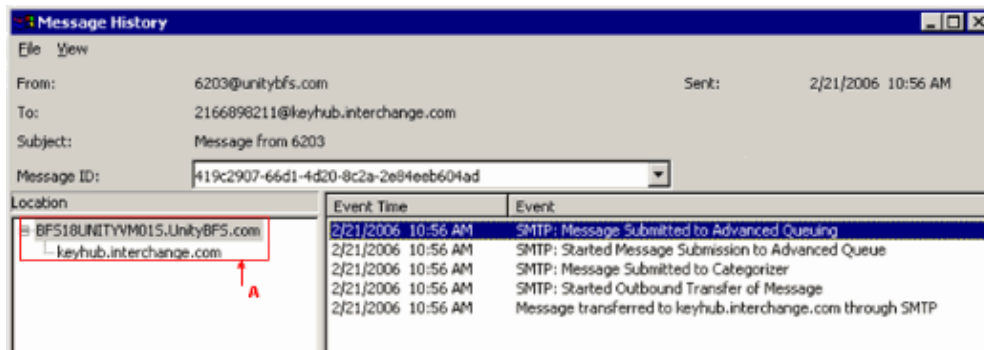 Message History
File View
From: 6203@unitybfs.com Sent: 2/21/2006 10:56 AM
To: 2166898211@keyhub.interchange.com
Subject: Message from 6203
Message ID: 419c2907-66d1-4d20-8c2a-2e84eeb604ad
Location Event Time Event
BFS18UNITYVM01S.UnityBFS.com 2/21/2006 10:56 AM SMTP: Message Submitted to Advanced Queuing
keyhub.interchange.com 2/21/2006 10:56 AM SMTP: Started Message Submission to Advanced Queue
2/21/2006 10:56 AM SMTP: Message Submitted to Categorizer
A 2/21/2006 10:56 AM SMTP: Started Outbound Transfer of Message
2/21/2006 10:56 AM Message transferred to keyhub.interchange.com through SMTP